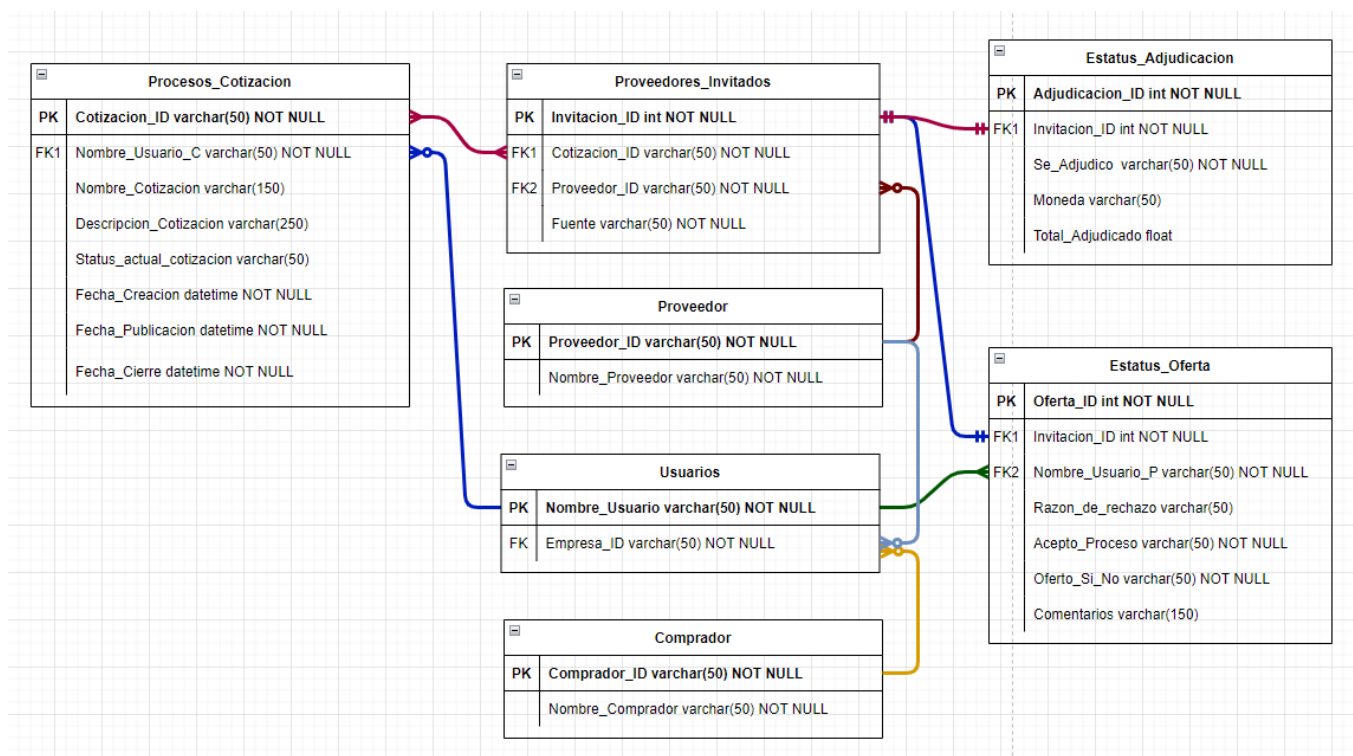 Procesos_Cotizacion
PK Cotizacion_ID varchar(50) NOT NULL
FK1 Nombre_Usuario_C varchar(50) NOT NULL
Nombre_Cotizacion varchar(150)
Descripcion_Cotizacion varchar(250)
Status_actual_cotizacion varchar(50)
Fecha_Creacion datetime NOT NULL
Fecha_Publicacion datetime NOT NULL
Fecha_Cierre datetime NOT NULL
Proveedores_Invitados
PK Invitacion_ID int NOT NULL
FK1 Cotizacion_ID varchar(50) NOT NULL
FK2 Proveedor_ID varchar(50) NOT NULL
Fuente varchar(50) NOT NULL
Proveedor
PK Proveedor_ID varchar(50) NOT NULL
Nombre_Proveedor varchar(50) NOT NULL
Usuarios
PK Nombre_Usuario varchar(50) NOT NULL
FK Empresa_ID varchar(50) NOT NULL
Comprador
PK Comprador_ID varchar(50) NOT NULL
Nombre_Comprador varchar(50) NOT NULL
Estatus_Adjudicacion
PK Adjudicacion_ID int NOT NULL
FK1 Invitacion_ID int NOT NULL
Se_Adjudico varchar(50) NOT NULL
Moneda varchar(50)
Total_Adjudicado float
Estatus_Oferta
PK Oferta_ID int NOT NULL
FK1 Invitacion_ID int NOT NULL
FK2 Nombre_Usuario_P varchar(50) NOT NULL
Razon_de_rechazo varchar(50)
Acepto_Proceso varchar(50) NOT NULL
Oferto_Si_No varchar(50) NOT NULL
Comentarios varchar(150)